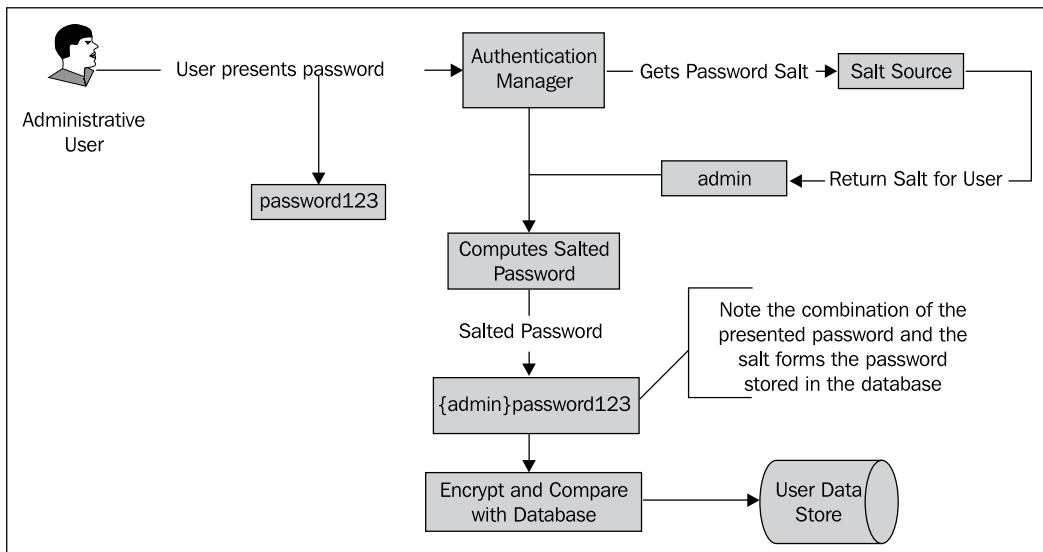 Administrative
User
User presents password
password123
Authentication
Manager
Gets Password Salt
Salt Source
Return Salt for User
admin
Computes Salted
Password
Salted Password
{admin}password123
Note the combination of the
presented password and the
salt forms the password
stored in the database
Encrypt and Compare
with Database
User Data
Store